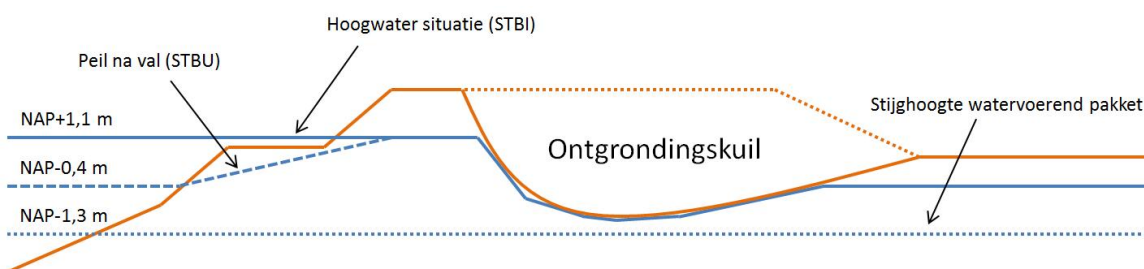 Hoogwater situatie (STBI)
Peil na val (STBU)
Stijghoogte watervoerend pakket
NAP+1,1 m
Ontgrondingskuil
NAP-0,4 m
NAP-1,3 m